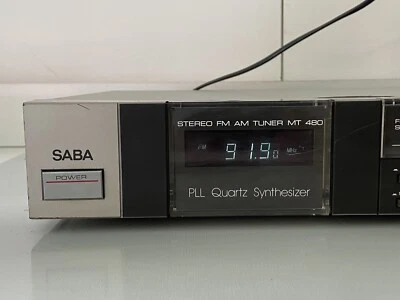 STEREO FM AM TUNER MT 480
SABA
POWER
FM 91.90 MHz
PLL Quartz Synthesizer